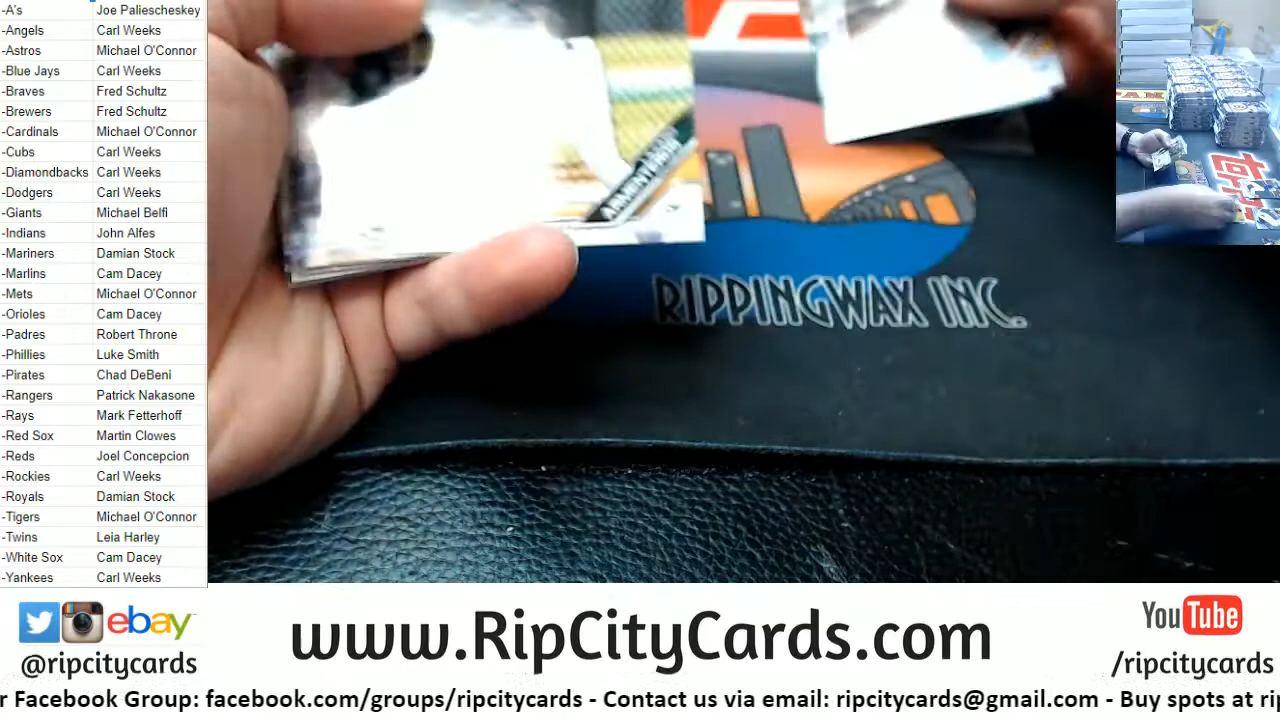 -A's Joe Paliescheskey
-Angels Carl Weeks
-Astros Michael O'Connor
-Blue Jays Carl Weeks
-Braves Fred Schultz
-Brewers Fred Schultz
-Cardinals Michael O'Connor
-Cubs Carl Weeks
-Diamondbacks Carl Weeks
-Dodgers Carl Weeks
-Giants Michael Belfi
-Indians John Alfes
-Mariners Damian Stock
-Marlins Cam Dacey
-Mets Michael O'Connor
-Orioles Cam Dacey
-Padres Robert Throne
-Phillies Luke Smith
-Pirates Chad DeBeni
-Rangers Patrick Nakasone
-Rays Mark Fetterhoff
-Red Sox Martin Clowes
-Reds Joel Concepcion
-Rockies Carl Weeks
-Royals Damian Stock
-Tigers Michael O'Connor
-Twins Leia Harley
-White Sox Cam Dacey
-Yankees Carl Weeks
RIPPINGWAX INC.
ebay
@ripcitycards
www.RipCityCards.com
YouTube
/ripcitycards
r Facebook Group: facebook.com/groups/ripcitycards - Contact us via email: ripcitycards@gmail.com - Buy spots at rip